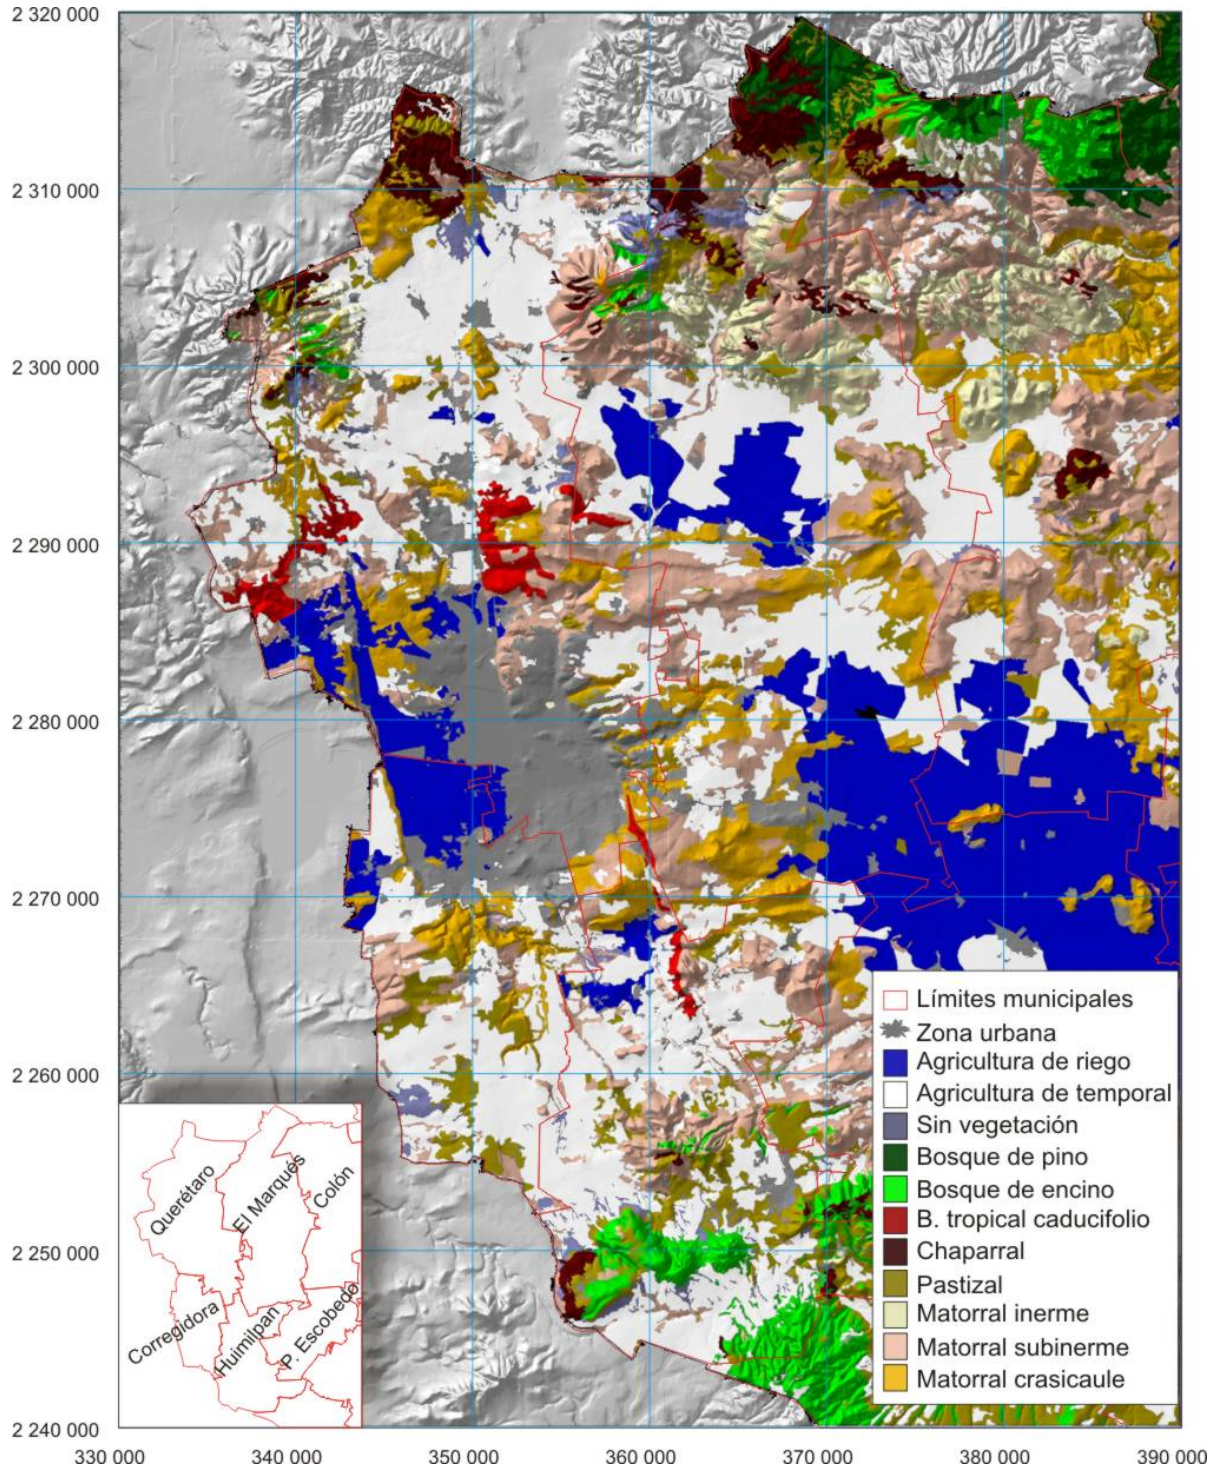 2 320 000
2 310 000
2 300 000
2 290 000
2 280 000
2 270 000
2 260 000
2 250 000
2 240 000
330 000
340 000
350 000
360 000
370 000
380 000
390 000
Límites municipales
Zona urbana
Agricultura de riego
Agricultura de temporal
Sin vegetación
Bosque de pino
Bosque de encino
B. tropical caducifolio
Chaparral
Pastizal
Matorral inerme
Matorral subinerme
Matorral crasicaule
Querétaro
El Marqués
Colón
Corregidora
Huimilpan
P. Escobedo